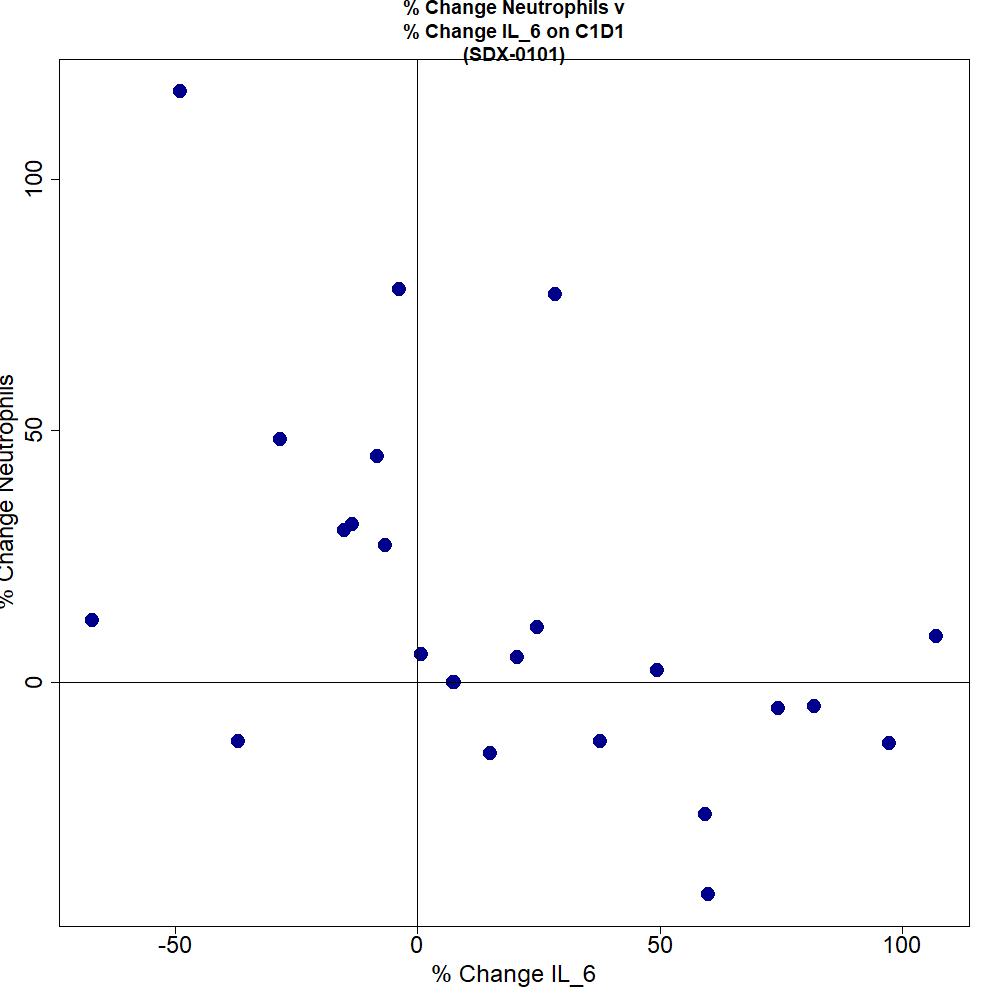 % Change Neutrophils v
% Change IL_6 on C1D1
(SDX-0101)
100
50
0
% Change Neutrophils
-50
0
50
100
% Change IL_6